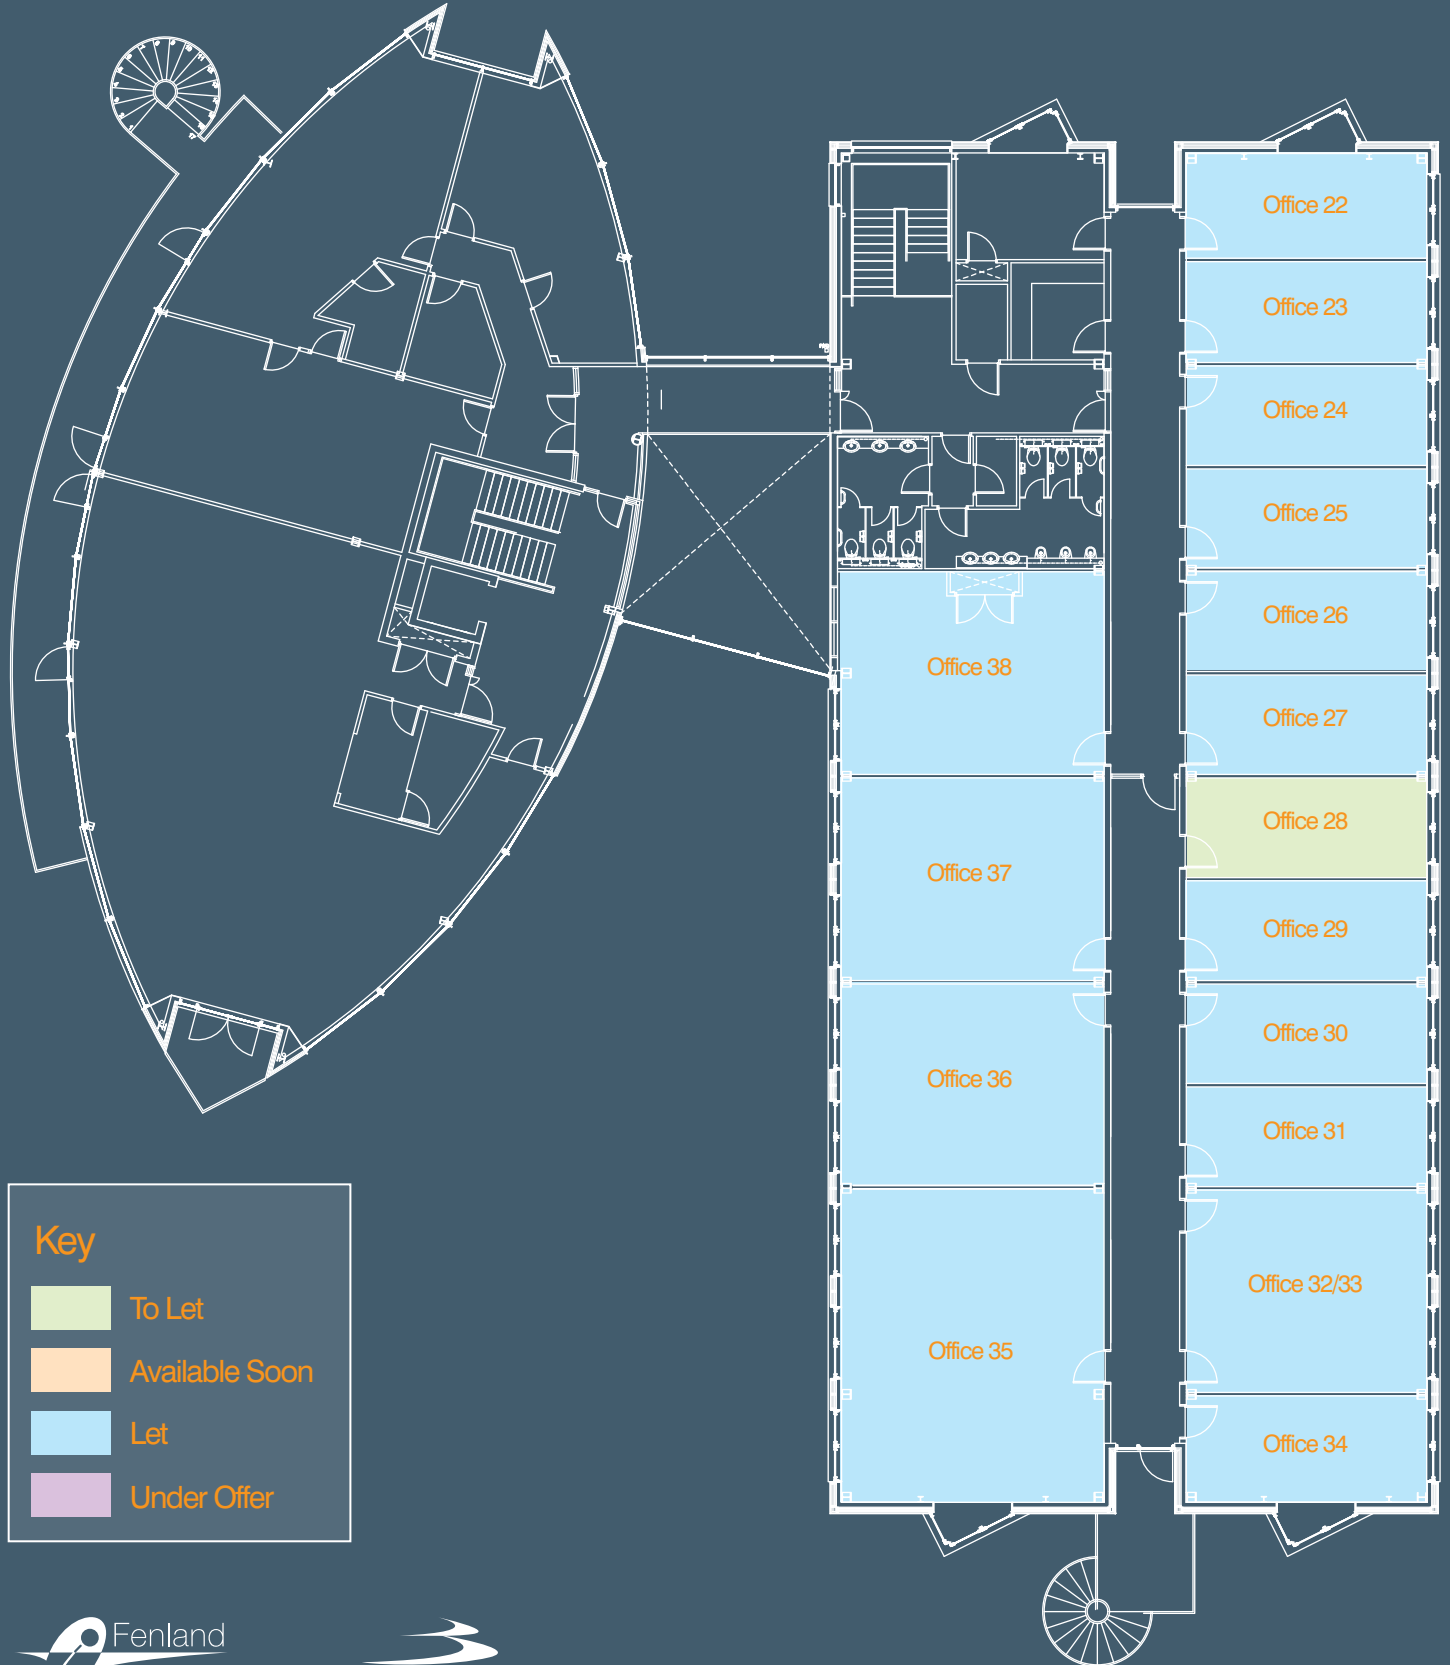 Office 22
Office 23
Office 24
Office 25
Office 26
Office 38
Office 27
Office 28
Office 37
Office 29
Office 30
Office 36
Office 31
Office 32/33
Office 35
Office 34
Key
To Let
Available Soon
Let
Under Offer
Fenland